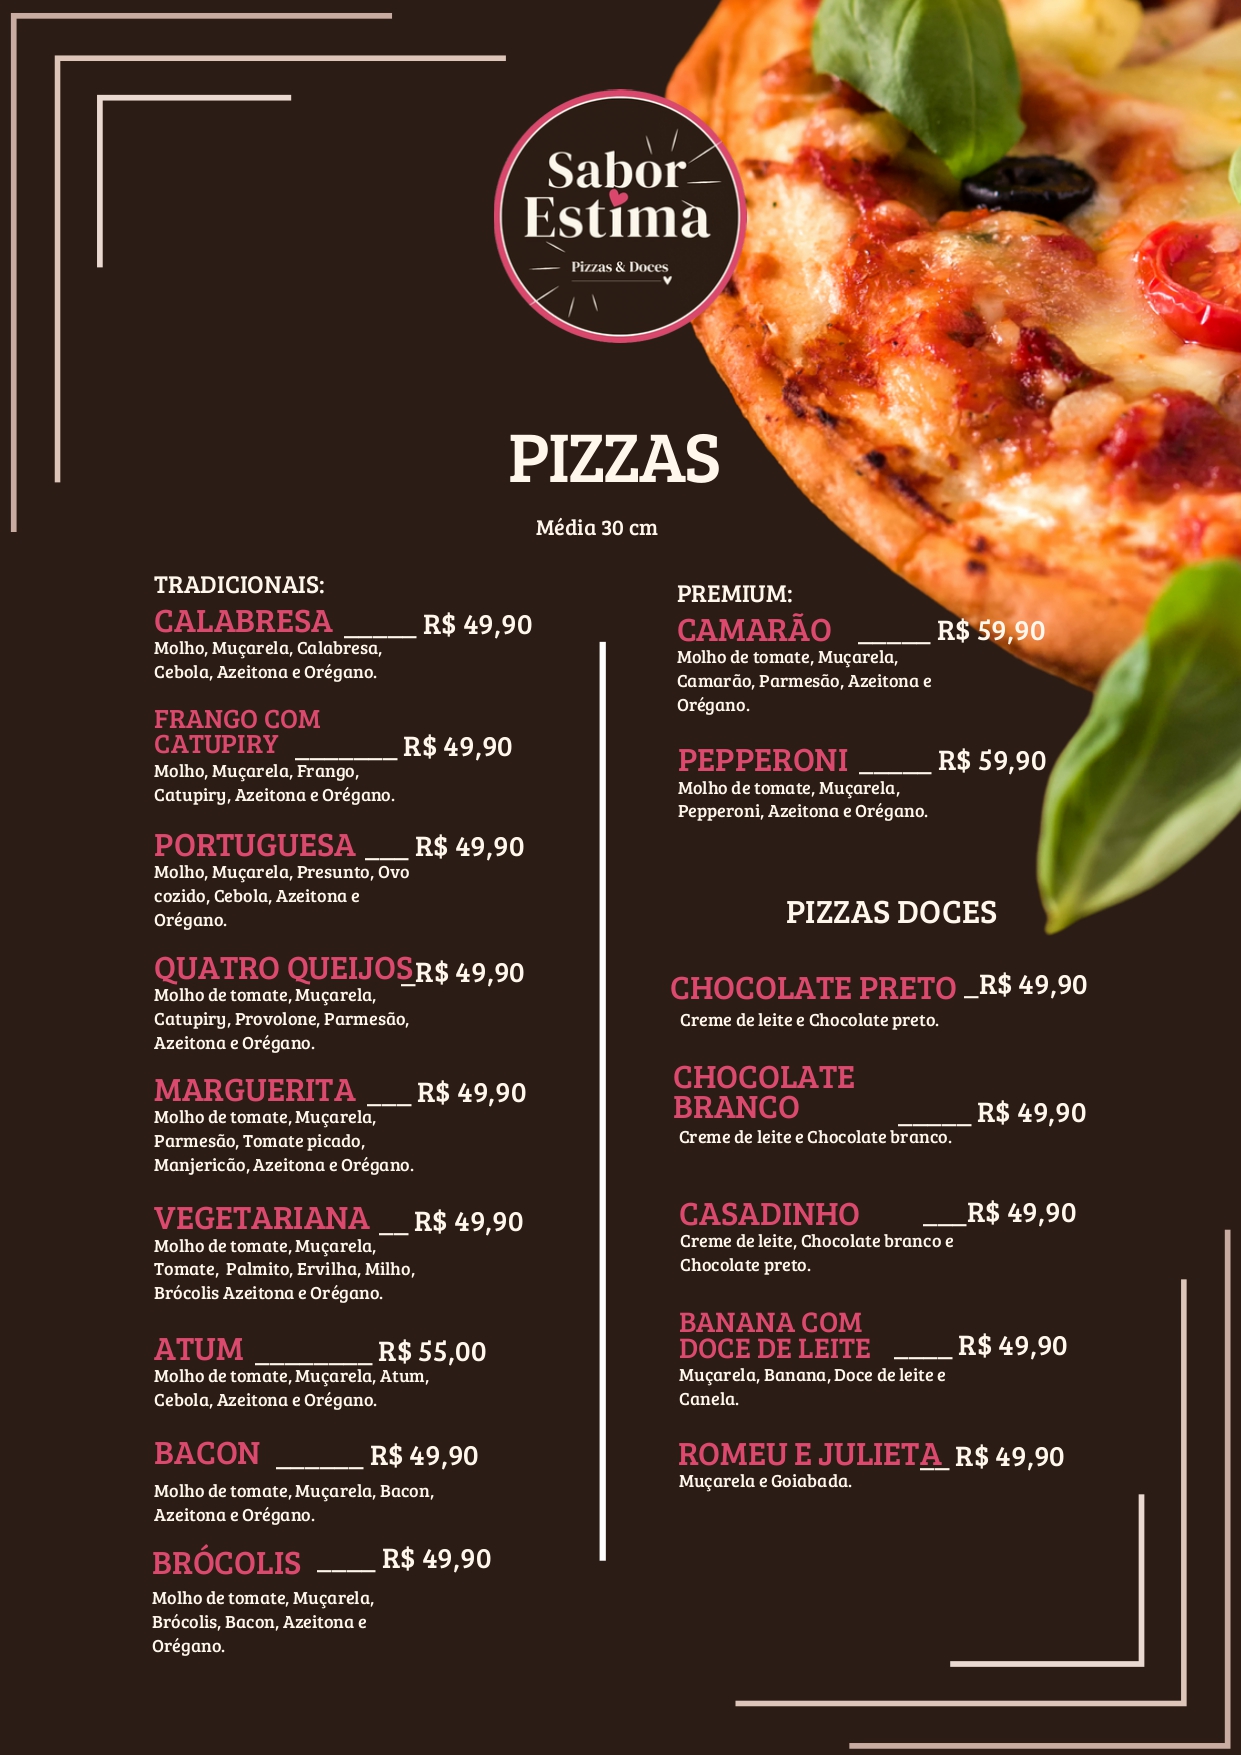 Sabor
Estima
Pizzas & Doces
PIZZAS
Média 30 cm
TRADICIONAIS:
CALABRESA _____ R$ 49,90
Molho, Muçarela, Calabresa,
Cebola, Azeitona e Orégano.
FRANGO COM
CATUPIRY _______ R$ 49,90
Molho, Muçarela, Frango,
Catupiry, Azeitona e Orégano.
PORTUGUESA ___ R$ 49,90
Molho, Muçarela, Presunto, Ovo
cozido, Cebola, Azeitona e
Orégano.
QUATRO QUEIJOS_R$ 49,90
Molho de tomate, Muçarela,
Catupiry, Provolone, Parmesão,
Azeitona e Orégano.
MARGUERITA ___ R$ 49,90
Molho de tomate, Muçarela,
Parmesão, Tomate picado,
Manjericão, Azeitona e Orégano.
VEGETARIANA __ R$ 49,90
Molho de tomate, Muçarela,
Tomate, Palmito, Ervilha, Milho,
Brócolis Azeitona e Orégano.
ATUM ________ R$ 55,00
Molho de tomate, Muçarela, Atum,
Cebola, Azeitona e Orégano.
BACON ______ R$ 49,90
Molho de tomate, Muçarela, Bacon,
Azeitona e Orégano.
BRÓCOLIS ____ R$ 49,90
Molho de tomate, Muçarela,
Brócolis, Bacon, Azeitona e
Orégano.
PREMIUM:
CAMARÃO _____ R$ 59,90
Molho de tomate, Muçarela,
Camarão, Parmesão, Azeitona e
Orégano.
PEPPERONI _____ R$ 59,90
Molho de tomate, Muçarela,
Pepperoni, Azeitona e Orégano.
PIZZAS DOCES
CHOCOLATE PRETO _R$ 49,90
Creme de leite e Chocolate preto.
CHOCOLATE
BRANCO _____ R$ 49,90
Creme de leite e Chocolate branco.
CASADINHO ___R$ 49,90
Creme de leite, Chocolate branco e
Chocolate preto.
BANANA COM
DOCE DE LEITE ____ R$ 49,90
Muçarela, Banana, Doce de leite e
Canela.
ROMEU E JULIETA __ R$ 49,90
Muçarela e Goiabada.